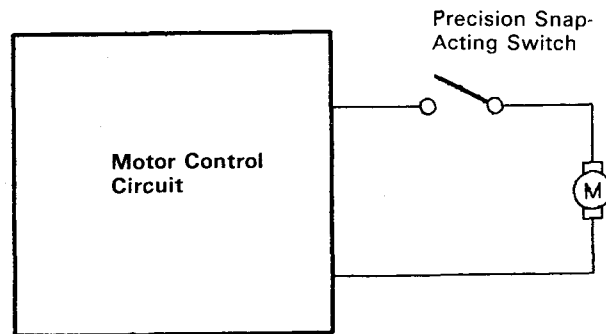 Precision Snap-
Acting Switch
Motor Control
Circuit
M